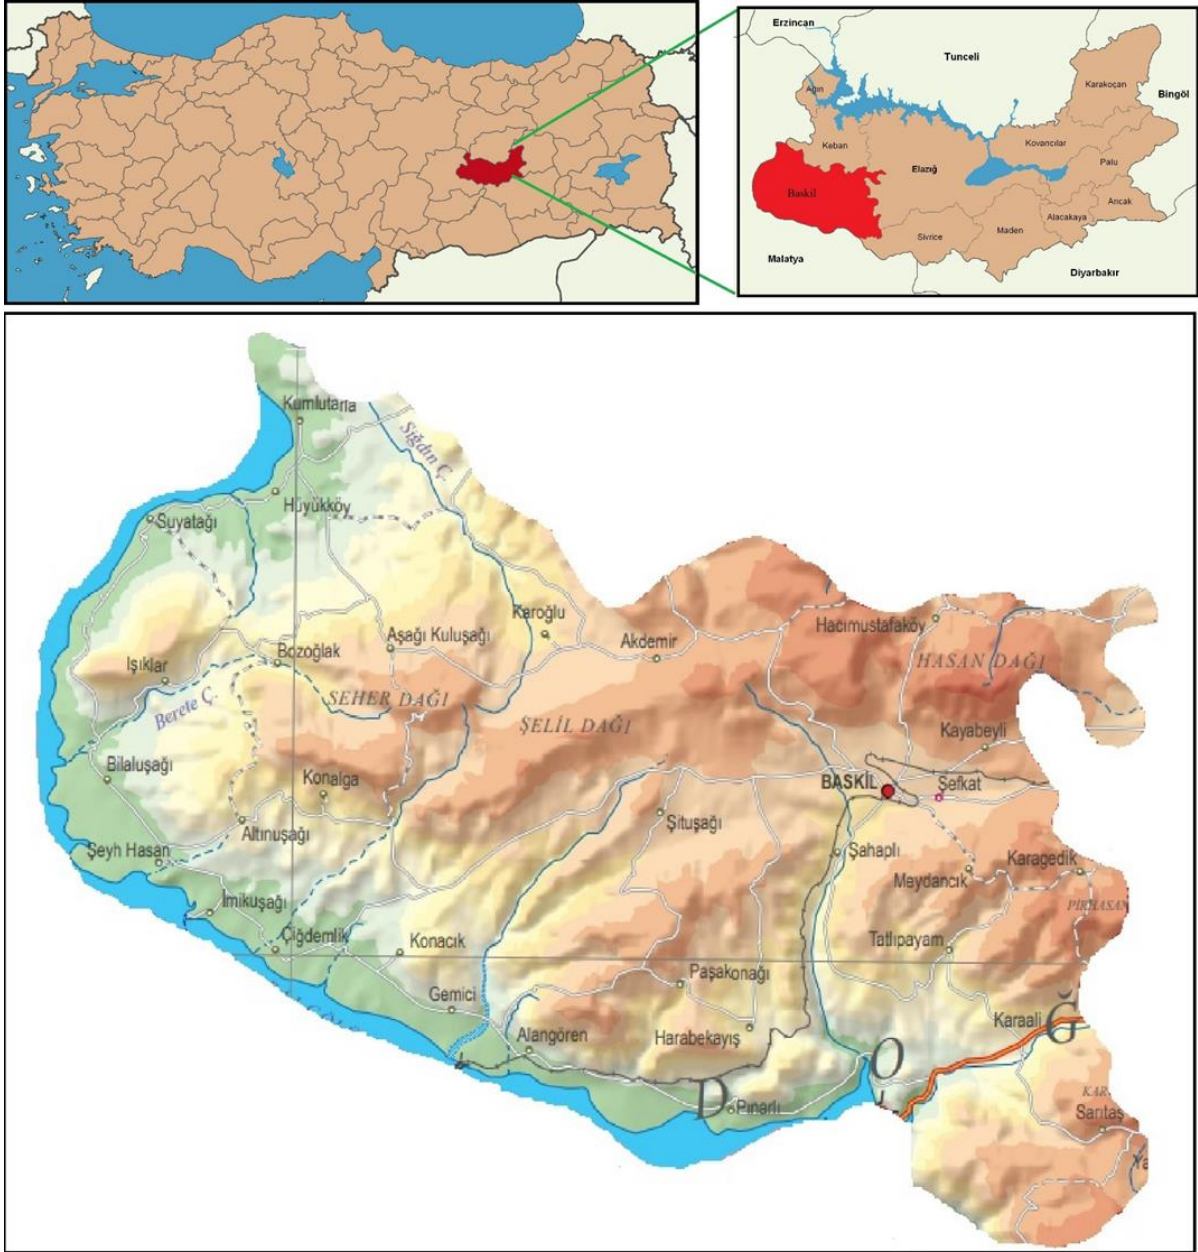 Erzincan
Tunceli
Ağın
Karakoçan
Bingöl
Keban
Kovancılar
Elazığ
Palu
Baskil
Arıcak
Alacakaya
Maden
Sivrice
Malatya
Diyarbakır
Kumlutarla
Sığdın Ç.
Hüyükköy
Suyatağı
Karoğlu
Hacımustafaköy
Aşağı Kuluşağı
Akdemir
Bozoğlak
Işıklar
HASAN DAĞI
SEHER DAĞI
Berete Ç.
ŞELİL DAĞI
Kayabeyli
Bilaluşağı
Konalga
BASKİL
Şefkat
Şituşağı
Altınuşağı
Şeyh Hasan
Şahaplı
Karagedik
Meydancık
İmikuşağı
PİRHASAN
Çiğdemlik
Konacık
Tatlıpayam
Paşakonağı
Gemici
Karaali
Ğ
Alangören
Harabekayış
O
D
Pınarlı
KAR
Sarıtaş
Ya